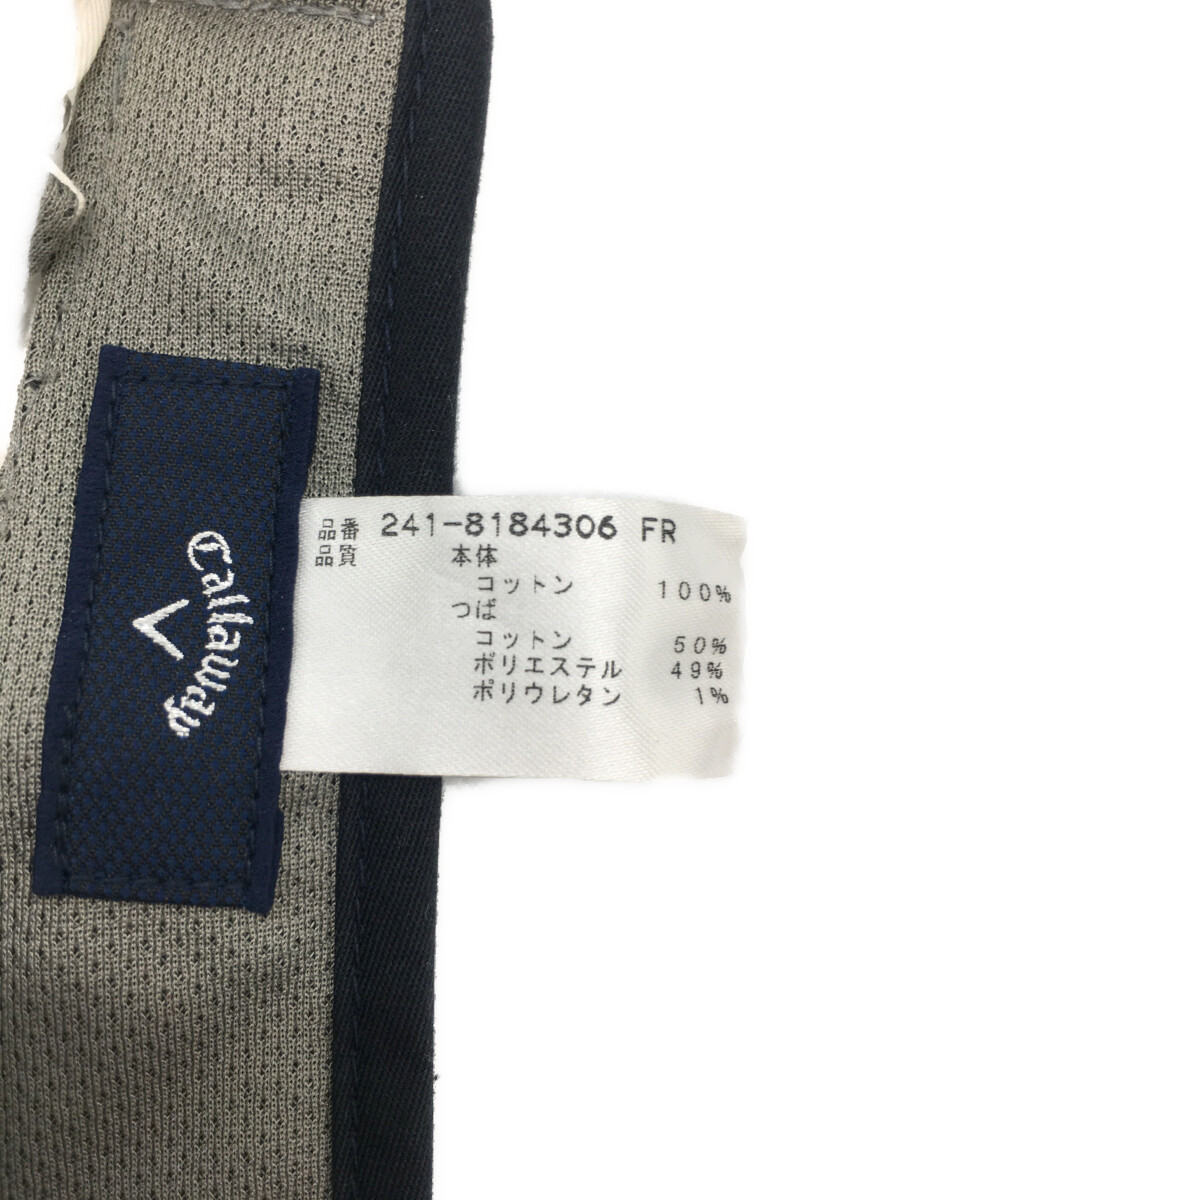 Callaway
品番 241-8184306 FR
品質 本体
コットン 100%
つば
コットン 50%
ポリエステル 49%
ポリウレタン 1%